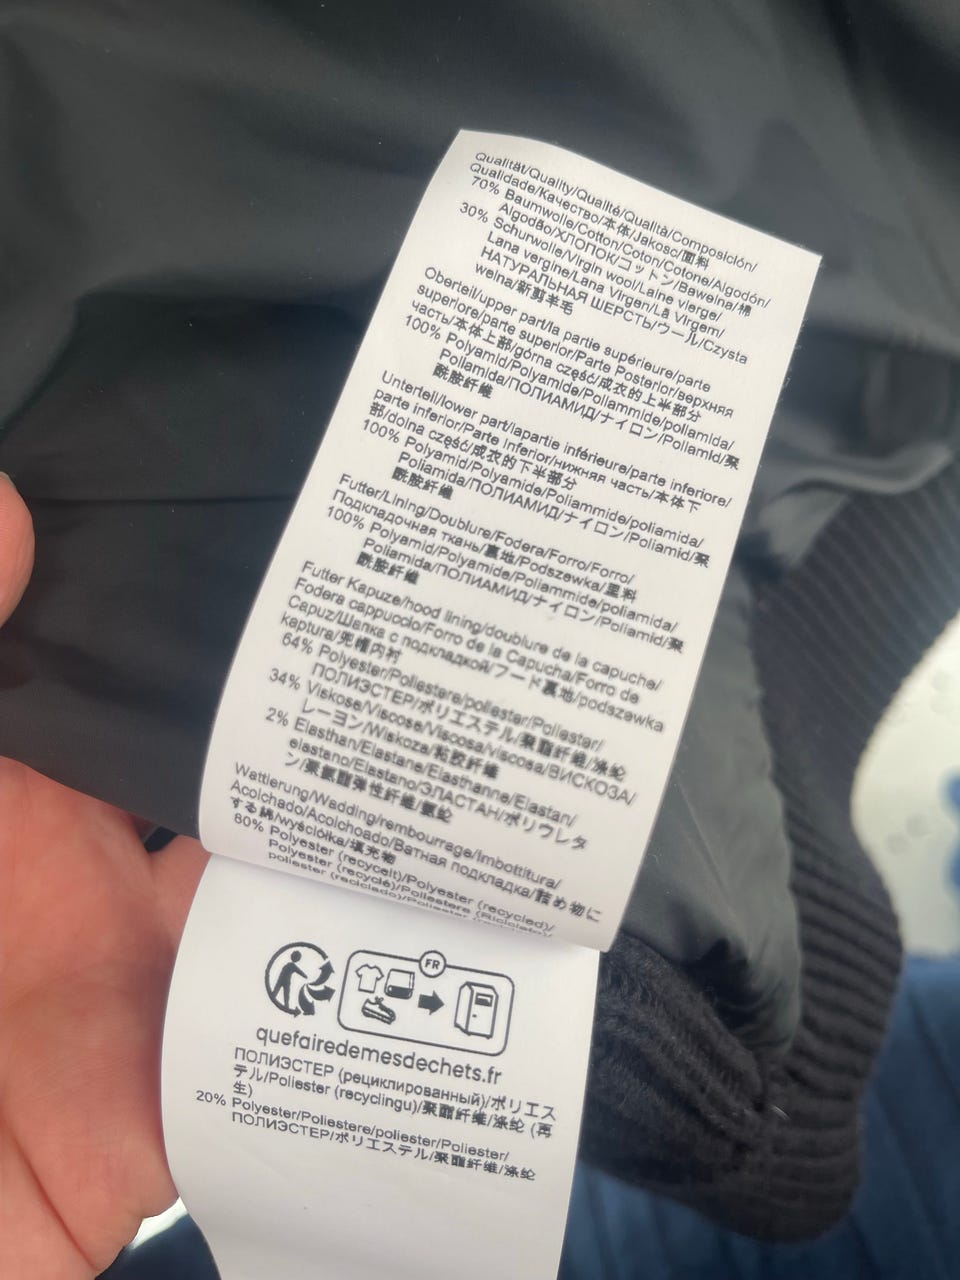 Qualität/Quality/Qualité/Qualità/Composición/
Qualidade/Качество/本体/Jakosc/面料
70% Baumwolle/Cotton/Coton/Cotone/Algodón/
Algodão/ХЛОПОК/コットン/Bawełna/棉
30% Schurwolle/Virgin wool/Laine vierge/
Lana vergine/Lana Virgen/Lã Virgem/
НАТУРАЛЬНАЯ ШЕРСТЬ/ウール/Czysta
wełna/新剪羊毛
Oberteil/upper part/la partie supérieure/parte
superiore/parte superior/Parte Posterior/верхняя
часть/本体上部/górna część/成衣的上半部分
100% Polyamid/Polyamide/Poliammide/poliamida/
Poliamida/ПОЛИАМИД/ナイロン/Poliamid/聚
酰胺纤维
Unterteil/lower part/lapartie inférieure/parte inferiore/
parte inferior/Parte Inferior/нижняя часть/本体下
部/dolna część/成衣的下半部分
100% Polyamid/Polyamide/Poliammide/poliamida/
Poliamida/ПОЛИАМИД/ナイロン/Poliamid/聚
酰胺纤维
Futter/Lining/Doublure/Fodera/Forro/Forro/
Подкладочная ткань/裏地/Podszewka/里料
100% Polyamid/Polyamide/Poliammide/poliamida/
Poliamida/ПОЛИАМИД/ナイロン/Poliamid/聚
酰胺纤维
Futter Kapuze/hood lining/doublure de la capuche/
Fodera cappuccio/Forro de la Capucha/Forro de
Capuz/Шапка с подкладкой/フード裏地/podszewka
kaptura/兜帽内衬
64% Polyester/Poliestere/poliester/Poliester/
ПОЛИЭСТЕР/ポリエステル/聚酯纤维/涤纶
34% Viskose/Viscose/Viscosa/viscosa/ВИСКОЗА/
レーヨン/Wiskoza/粘胶纤维
2% Elasthan/Elastane/Elasthanne/Elastan/
elastano/Elastano/ЭЛАСТАН/ポリウレタ
ン/聚氨酯弹性纤维/氨纶
Wattierung/Wadding/rembourrage/Imbottitura/
Acolchado/Acolchoado/Ватная подкладка/詰め物に
する綿/wyściółka/填充物
80% Polyester (recycelt)/Polyester (recycled)/
Polyester (recyclé)/Poliestere (Riciclato)/
poliester (reciclado)/Poliester (reciclado)/
FR
quefairedemesdechets.fr
ПОЛИЭСТЕР (рециклированный)/ポリエス
テル/Poliester (recyclingu)/聚酯纤维/涤纶 (再
生)
20% Polyester/Poliestere/poliester/Poliester/
ПОЛИЭСТЕР/ポリエステル/聚酯纤维/涤纶